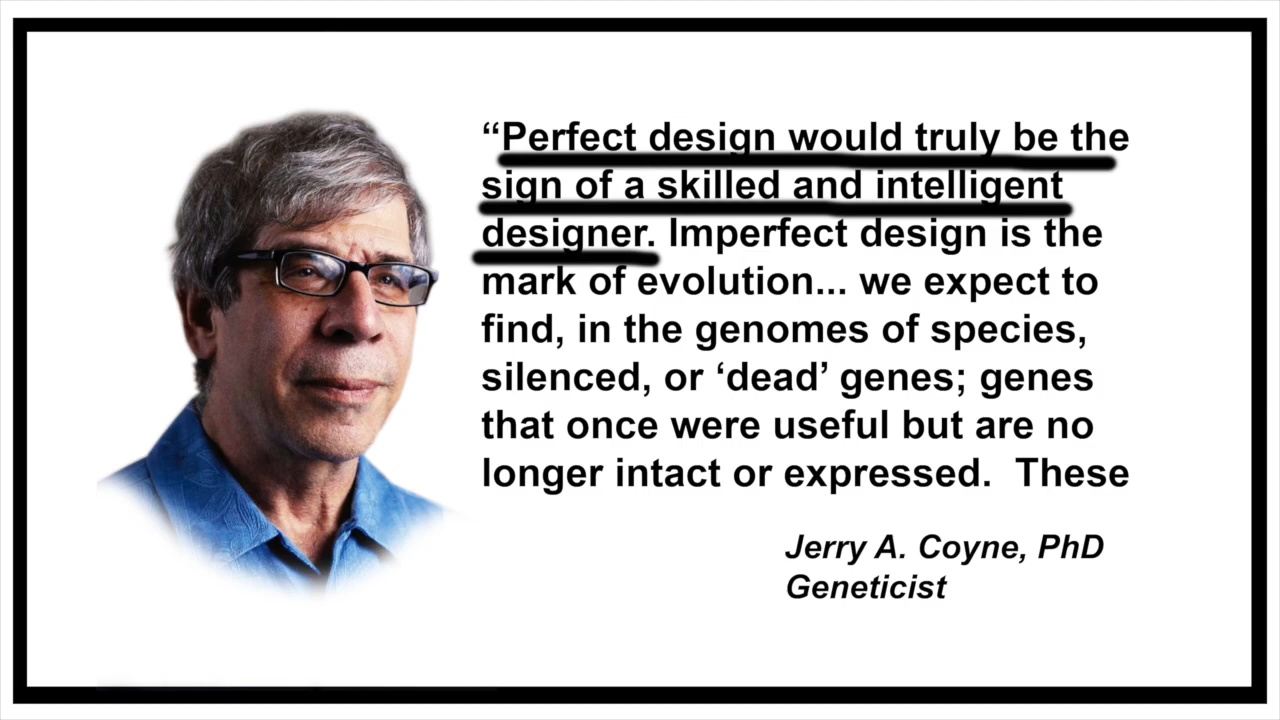 “Perfect design would truly be the
sign of a skilled and intelligent
designer. Imperfect design is the
mark of evolution... we expect to
find, in the genomes of species,
silenced, or ‘dead’ genes; genes
that once were useful but are no
longer intact or expressed.  These
Jerry A. Coyne, PhD
Geneticist